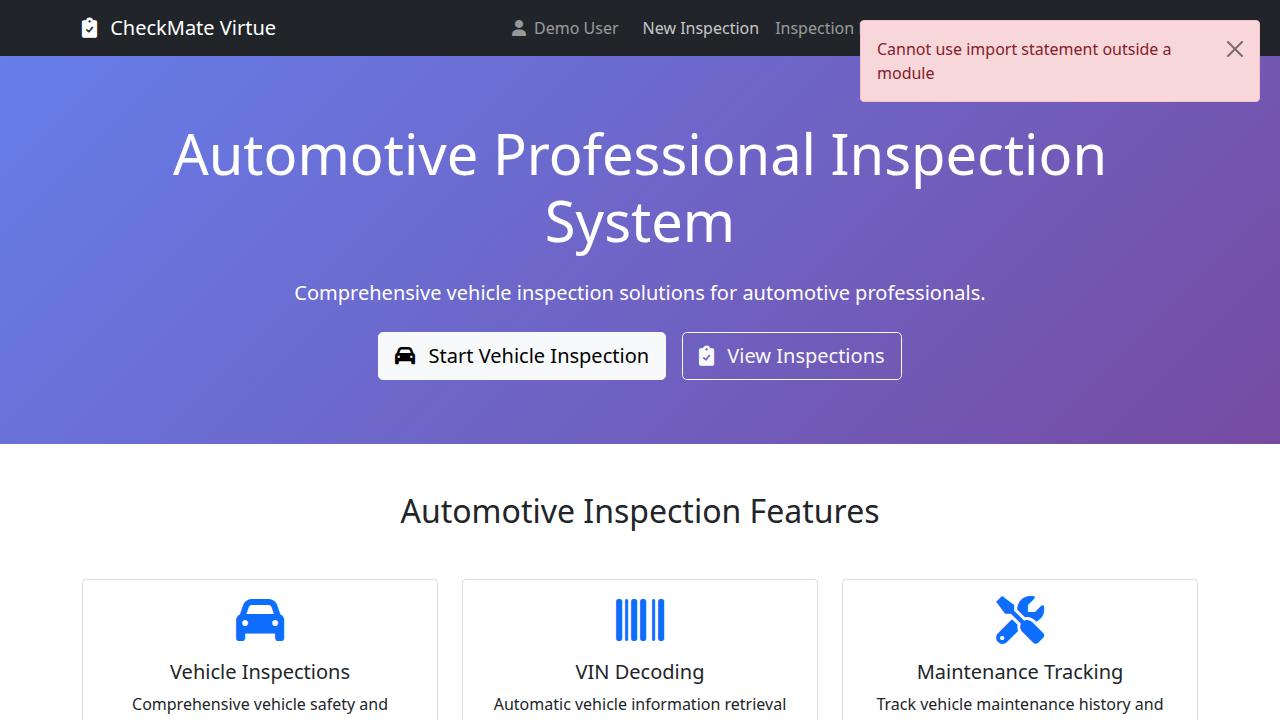 CheckMate Virtue
Demo User
New Inspection
Inspection
Cannot use import statement outside a
module
Automotive Professional Inspection
System
Comprehensive vehicle inspection solutions for automotive professionals.
Start Vehicle Inspection
View Inspections
Automotive Inspection Features
Vehicle Inspections
Comprehensive vehicle safety and
VIN Decoding
Automatic vehicle information retrieval
Maintenance Tracking
Track vehicle maintenance history and